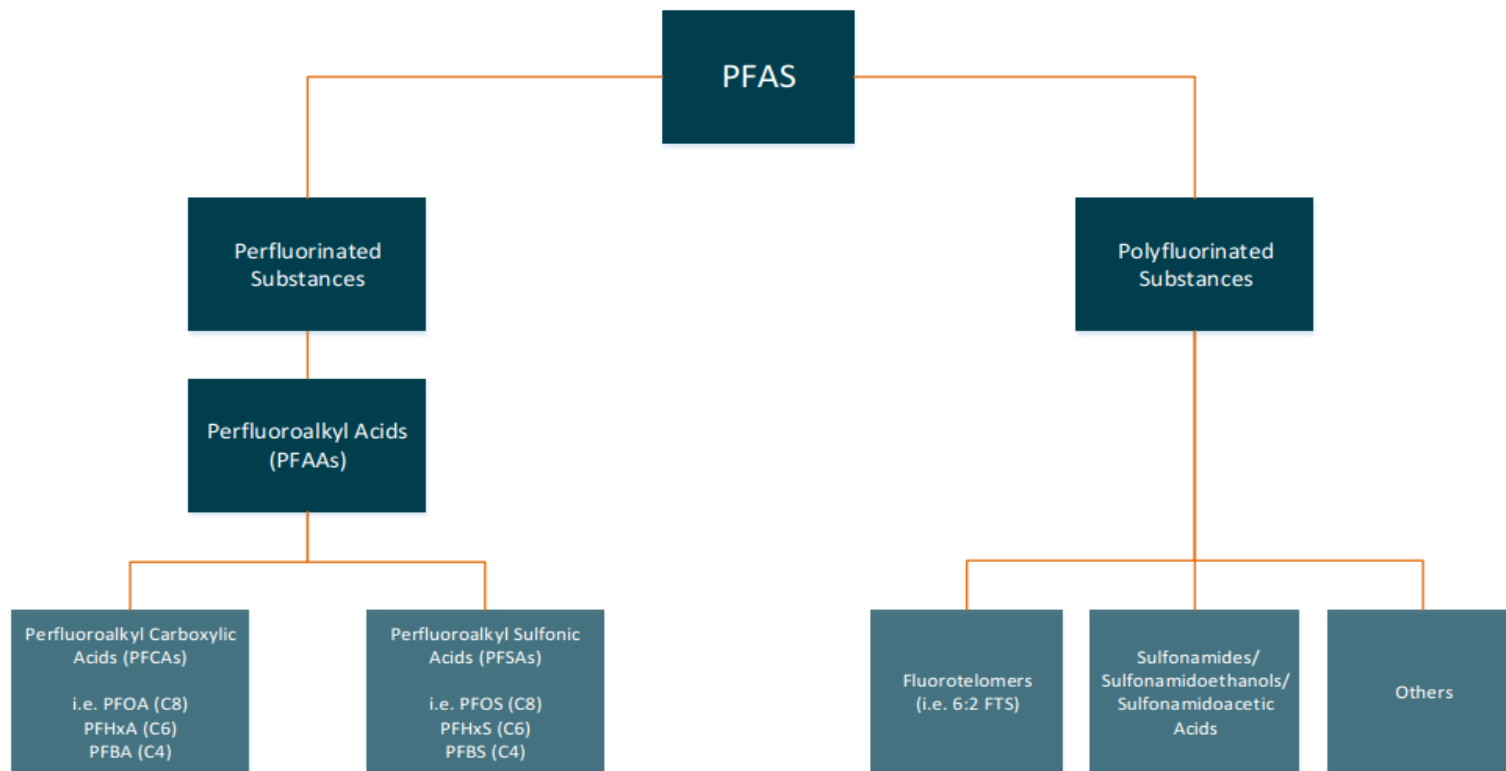 PFAS
Perfluorinated
Substances
Polyfluorinated
Substances
Perfluoroalkyl Acids
(PFAAs)
Perfluoroalkyl Carboxylic
Acids (PFCAs)
i.e. PFOA (C8)
PFHxA (C6)
PFBA (C4)
Perfluoroalkyl Sulfonic
Acids (PFSAs)
i.e. PFOS (C8)
PFHxS (C6)
PFBS (C4)
Fluorotelomers
(i.e. 6:2 FTS)
Sulfonamides/
Sulfonamidoethanols/
Sulfonamidoacetic
Acids
Others